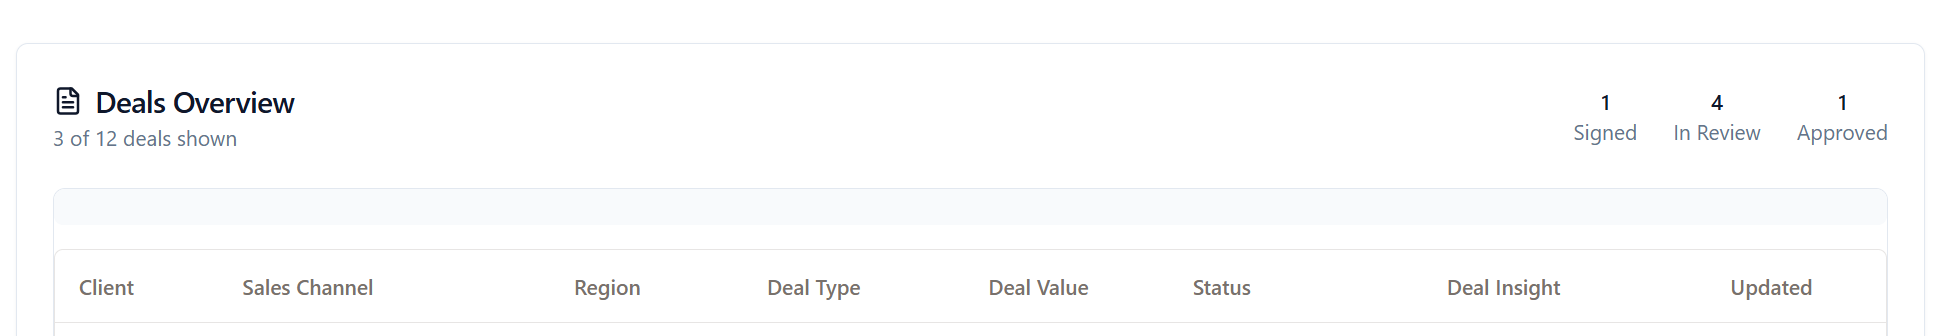 Deals Overview
3 of 12 deals shown
1
Signed
4
In Review
1
Approved
Client Sales Channel Region Deal Type Deal Value Status Deal Insight Updated